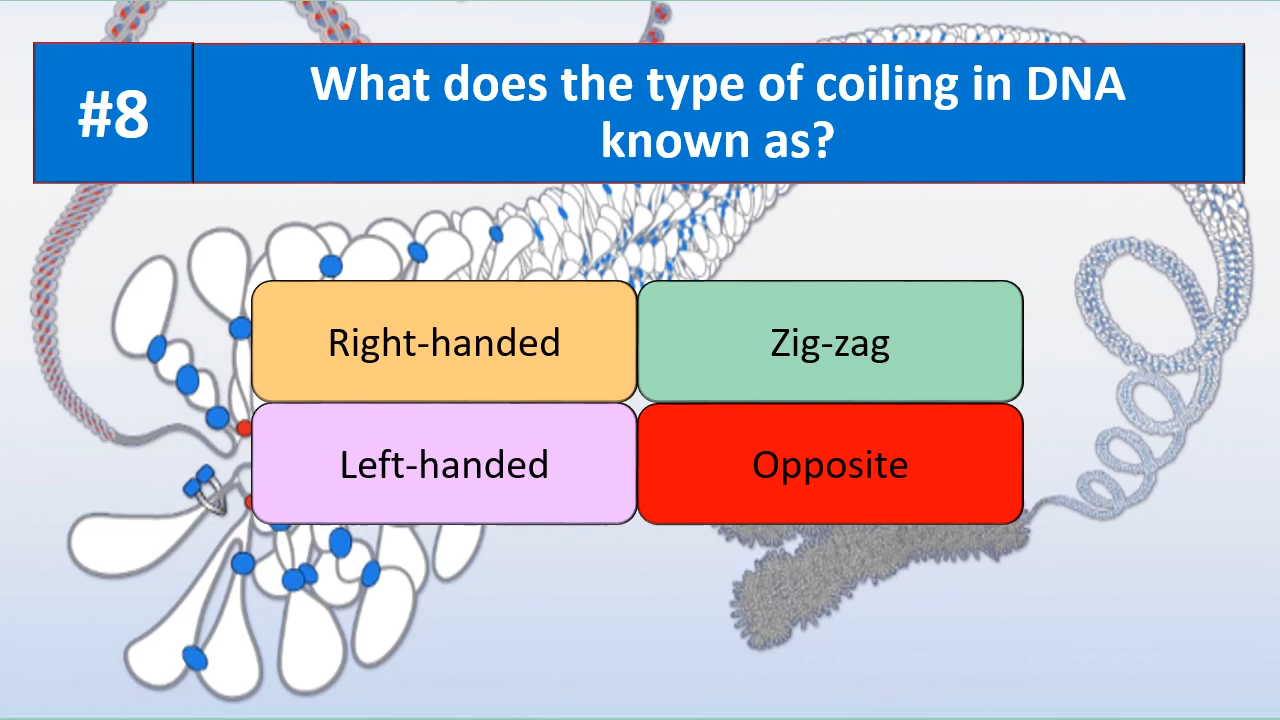 #8
What does the type of coiling in DNA
known as?
Right-handed
Zig-zag
Left-handed
Opposite